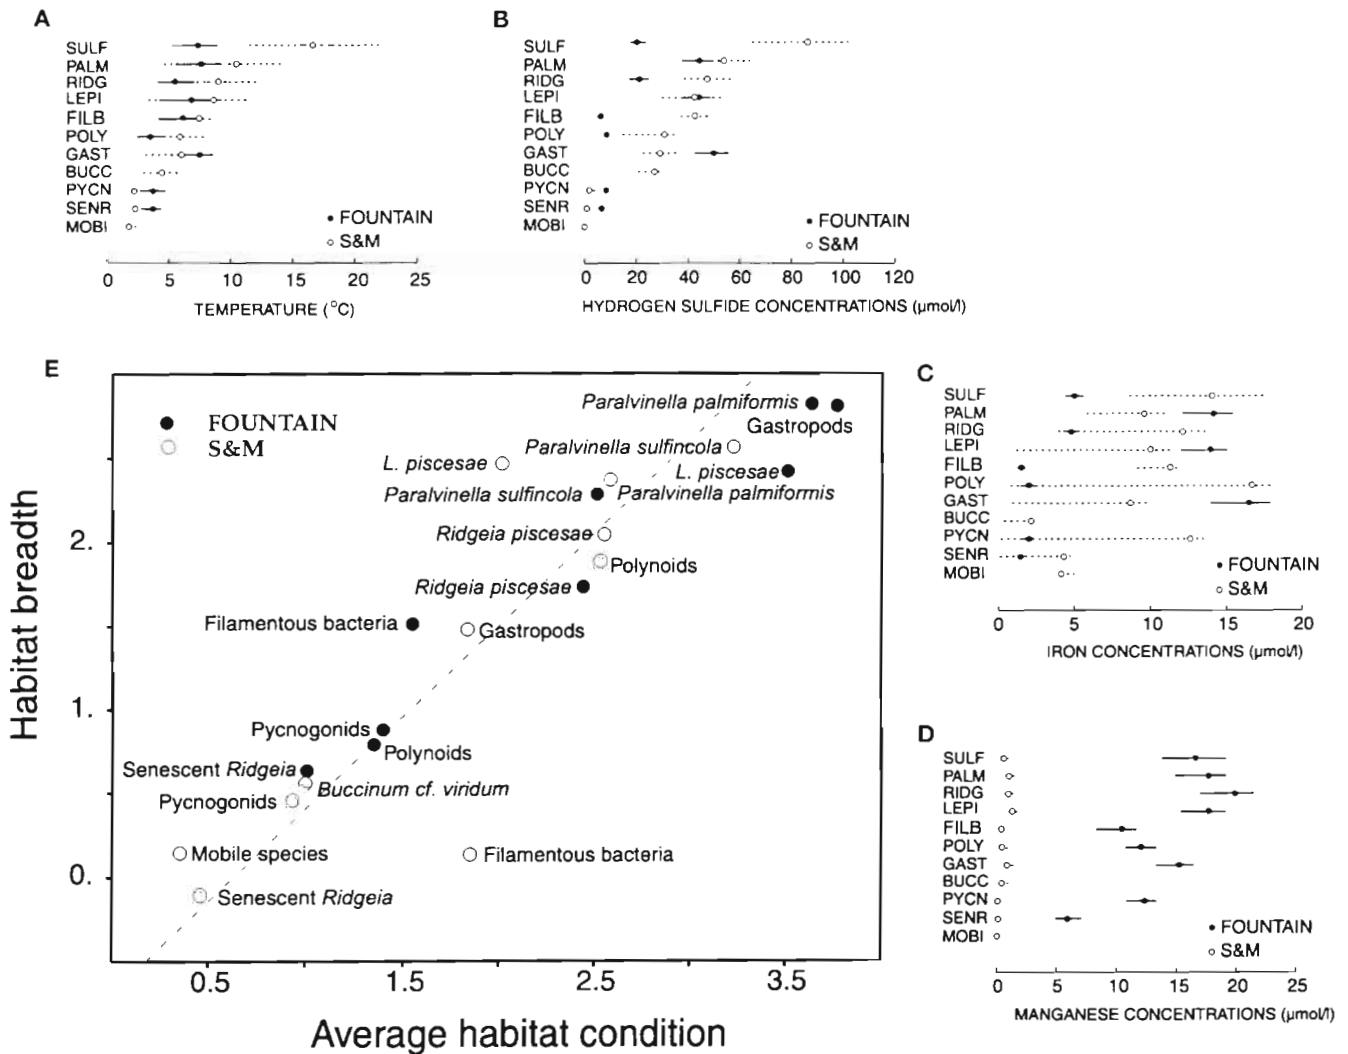 A
SULF
PALM
RIDG
LEPI
FILB
POLY
GAST
BUCC
PYCN
SENR
MOBI
FOUNTAIN
S&M
0 5 10 15 20 25
TEMPERATURE (°C)
B
SULF
PALM
RIDG
LEPI
FILB
POLY
GAST
BUCC
PYCN
SENR
MOBI
FOUNTAIN
S&M
0 20 40 60 80 100 120
HYDROGEN SULFIDE CONCENTRATIONS (µmol/l)
E
FOUNTAIN
S&M
Paralvinella palmiformis
Gastropods
Paralvinella sulfincola
L. piscesae
L. piscesae
Paralvinella sulfincola
Paralvinella palmiformis
Ridgeia piscesae
Polynoids
Ridgeia piscesae
Filamentous bacteria
Gastropods
Pycnogonids
Polynoids
Senescent Ridgeia
Buccinum cf. viridum
Pycnogonids
Mobile species
Filamentous bacteria
Senescent Ridgeia
2.
1.
0.
Habitat breadth
0.5 1.5 2.5 3.5
Average habitat condition
C
SULF
PALM
RIDG
LEPI
FILB
POLY
GAST
BUCC
PYCN
SENR
MOBI
FOUNTAIN
S&M
0 5 10 15 20
IRON CONCENTRATIONS (µmol/l)
D
SULF
PALM
RIDG
LEPI
FILB
POLY
GAST
BUCC
PYCN
SENR
MOBI
FOUNTAIN
S&M
0 5 10 15 20 25
MANGANESE CONCENTRATIONS (µmol/l)